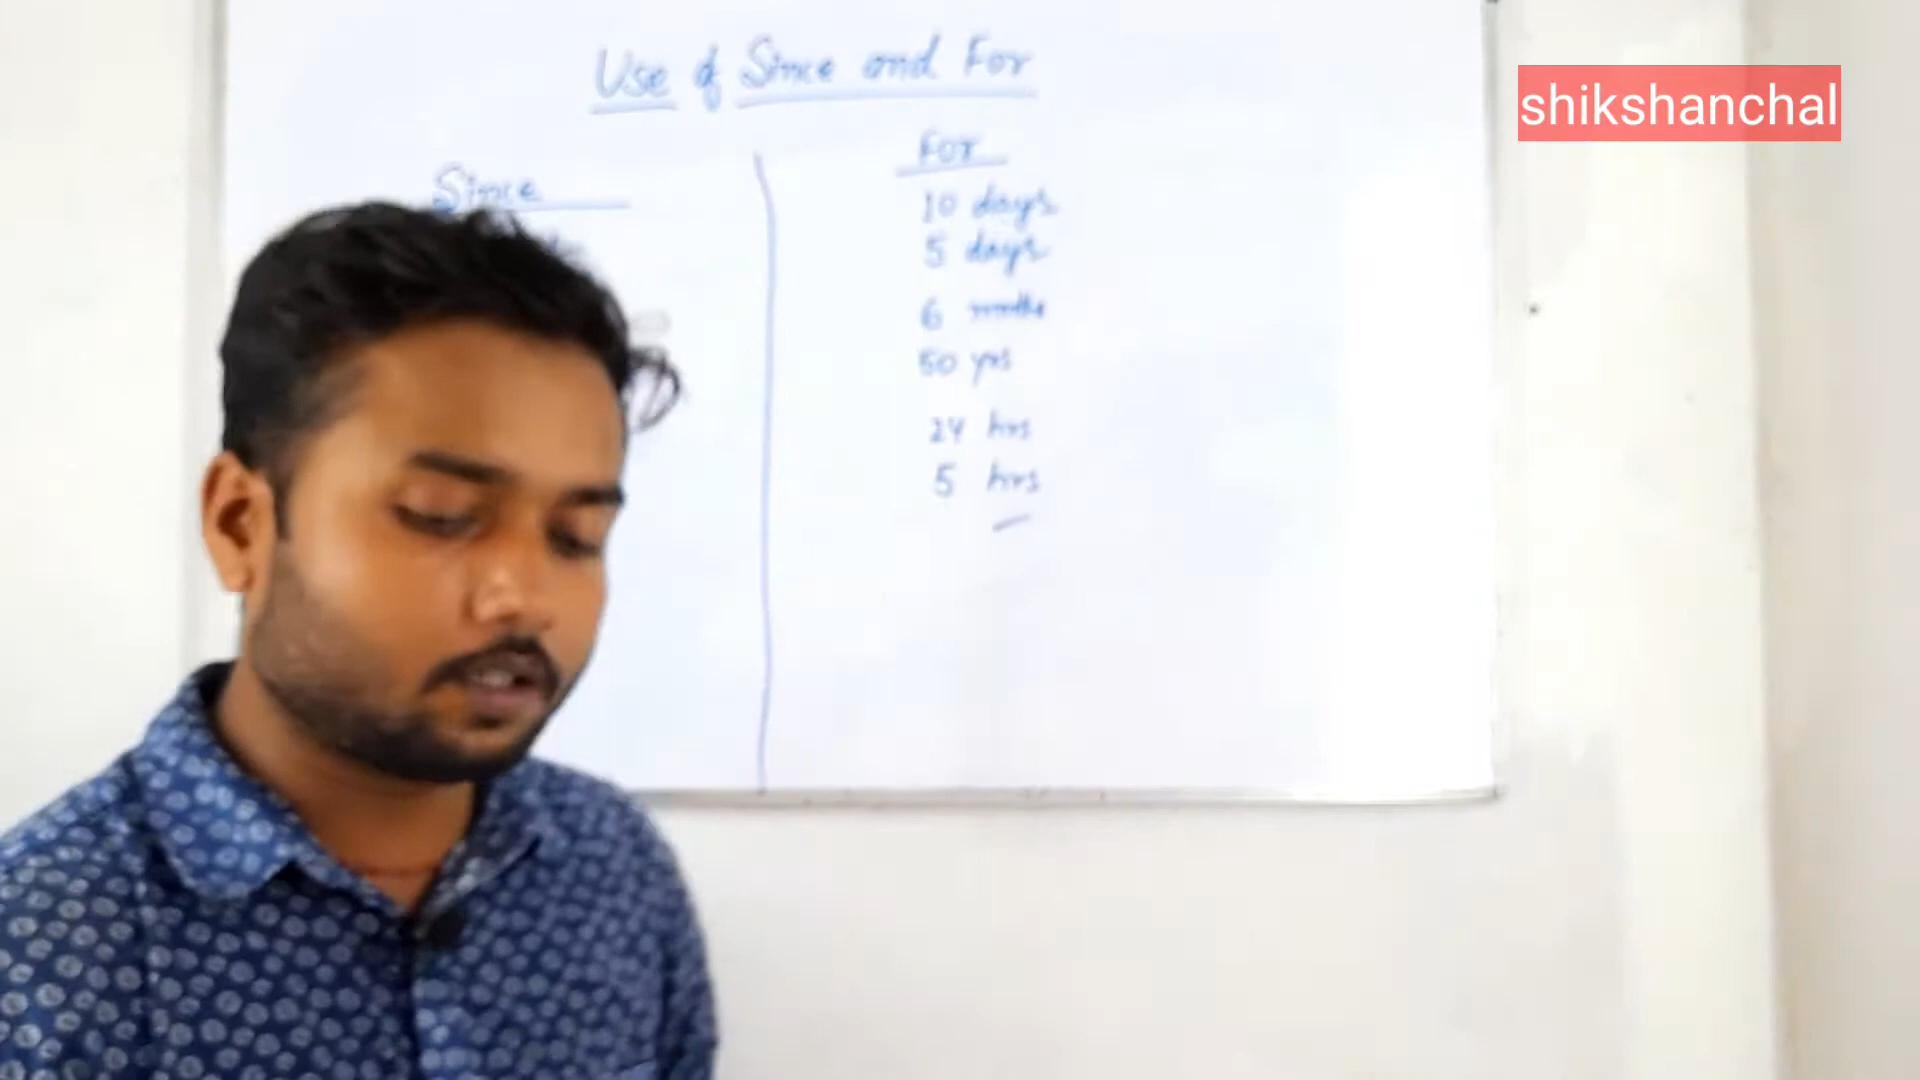 Use of Since and For
shikshanchal
Since
For
10 days
5 days
6 months
50 yrs
24 hrs
5 hrs